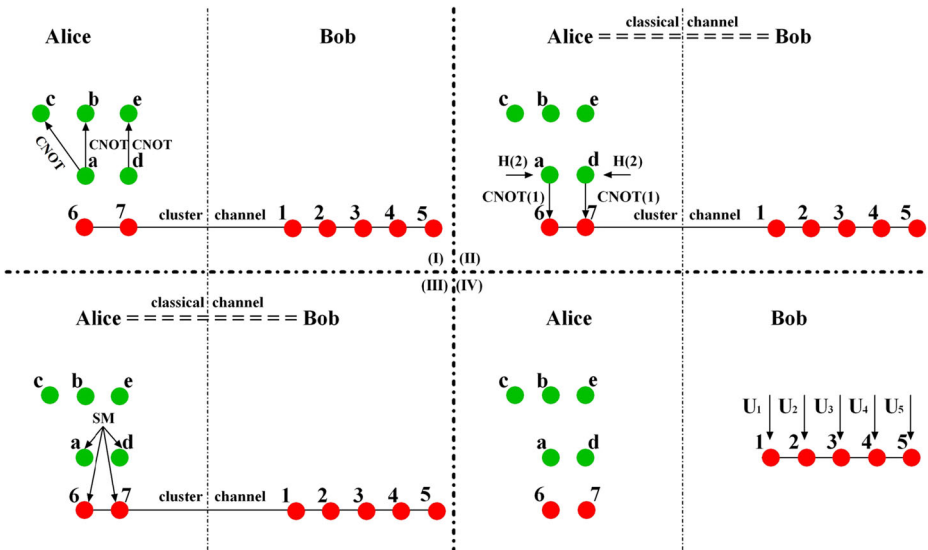 Alice Bob
c b e
CNOT CNOT CNOT
a d
6 7 cluster channel 1 2 3 4 5
(I)
classical channel
Alice ============ Bob
c b e
H(2) a d H(2)
CNOT(1) CNOT(1)
6 7 cluster channel 1 2 3 4 5
(II)
(III)
classical channel
Alice ============ Bob
c b e
SM
a d
6 7 cluster channel 1 2 3 4 5
(IV)
Alice Bob
c b e
U1 U2 U3 U4 U5
a d 1 2 3 4 5
6 7